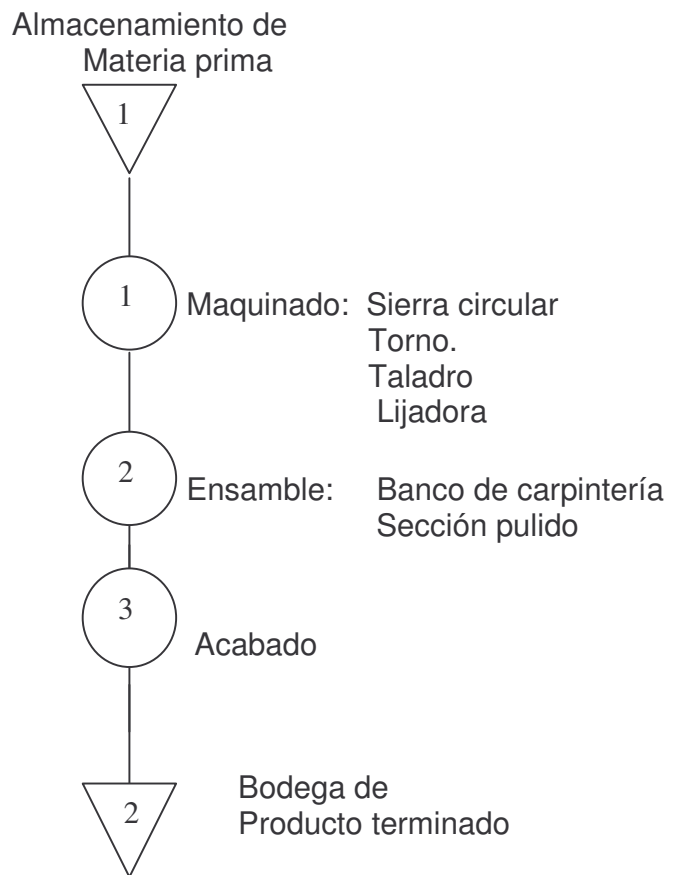 Almacenamiento de
Materia prima
1
1
Maquinado: Sierra circular
Torno.
Taladro
Lijadora
2
Ensamble: Banco de carpintería
Sección pulido
3
Acabado
2
Bodega de
Producto terminado